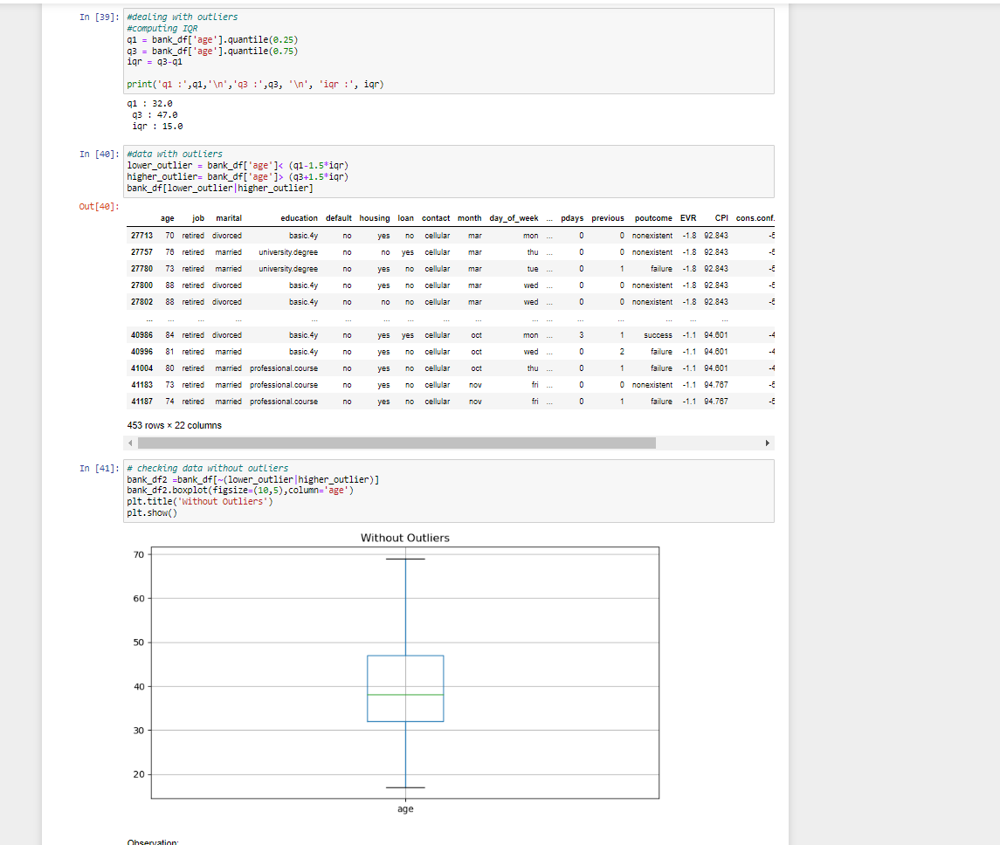 In [39]: #dealing with outliers
#computing IQR
q1 = bank_df['age'].quantile(0.25)
q3 = bank_df['age'].quantile(0.75)
iqr = q3-q1
print('q1 :',q1,'\n','q3 :',q3, '\n', 'iqr :', iqr)
q1 : 32.0
q3 : 47.0
iqr : 15.0
In [40]: #data with outliers
lower_outlier = bank_df['age']< (q1-1.5*iqr)
higher_outlier= bank_df['age']> (q3+1.5*iqr)
bank_df[lower_outlier|higher_outlier]
Out[40]:
age job marital education default housing loan contact month day_of_week ... pdays previous poutcome EVR CPI cons.conf.
27713 70 retired divorced basic.4y no yes no cellular mar mon ... 0 0 nonexistent -1.8 92.843
27757 76 retired married university.degree no no yes cellular mar thu ... 0 0 nonexistent -1.8 92.843
27780 73 retired married university.degree no yes no cellular mar tue ... 0 1 failure -1.8 92.843
27800 88 retired divorced basic.4y no yes no cellular mar wed ... 0 0 nonexistent -1.8 92.843
27802 88 retired divorced basic.4y no no no cellular mar wed ... 0 0 nonexistent -1.8 92.843
... ... ... ... ... ... ... ... ... ... ... ... ... ... ... ... ...
40986 84 retired divorced basic.4y no yes yes cellular oct mon ... 3 1 success -1.1 94.601 -4
40996 81 retired married basic.4y no yes no cellular oct wed ... 0 2 failure -1.1 94.601 -4
41004 80 retired married professional.course no yes no cellular oct thu ... 0 1 failure -1.1 94.601 -4
41183 73 retired married professional.course no yes no cellular nov fri ... 0 0 nonexistent -1.1 94.767
41187 74 retired married professional.course no yes no cellular nov fri ... 0 1 failure -1.1 94.767
453 rows × 22 columns
In [41]: # checking data without outliers
bank_df2 =bank_df[~(lower_outlier|higher_outlier)]
bank_df2.boxplot(figsize=(10,5),column='age')
plt.title('Without Outliers')
plt.show()
Without Outliers
70
60
50
40
30
20
age
Observation: